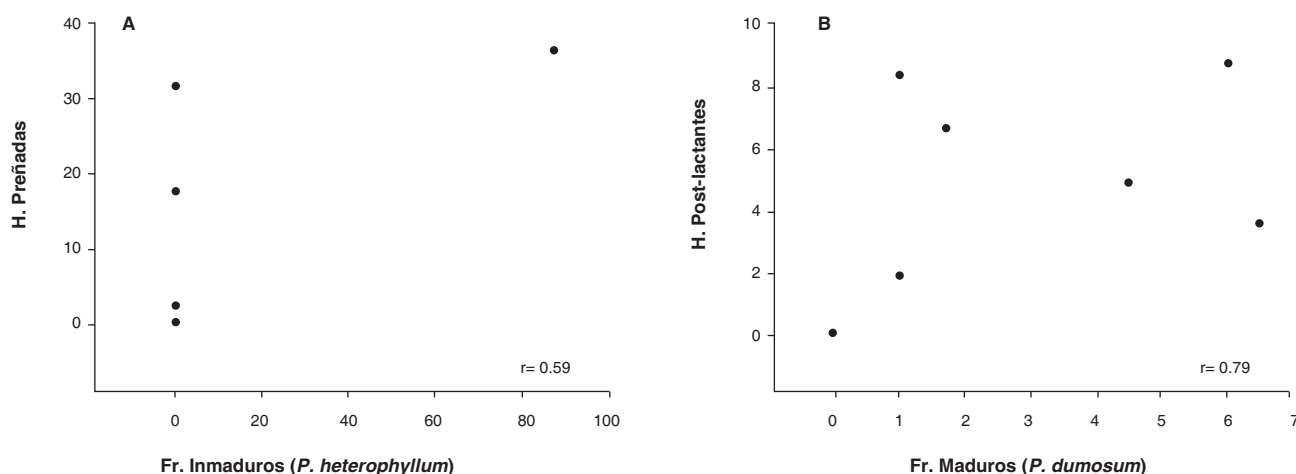 A
40
30
20
10
0
H. Preñadas
r= 0.59
0 20 40 60 80 100
Fr. Inmaduros (P. heterophyllum)
B
10
8
6
4
2
0
H. Post-lactantes
r= 0.79
0 1 2 3 4 5 6 7
Fr. Maduros (P. dumosum)